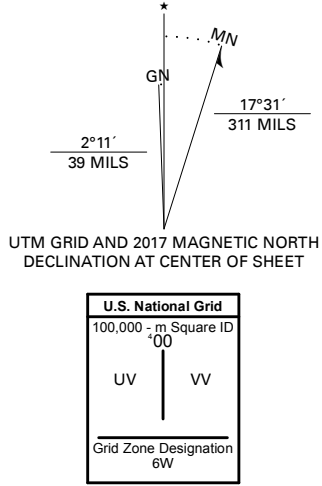 ★
MN
GN
17°31´
311 MILS
2°11´
39 MILS
UTM GRID AND 2017 MAGNETIC NORTH
DECLINATION AT CENTER OF SHEET
U.S. National Grid
100,000 - m Square ID
⁴00
UV VV
Grid Zone Designation
6W